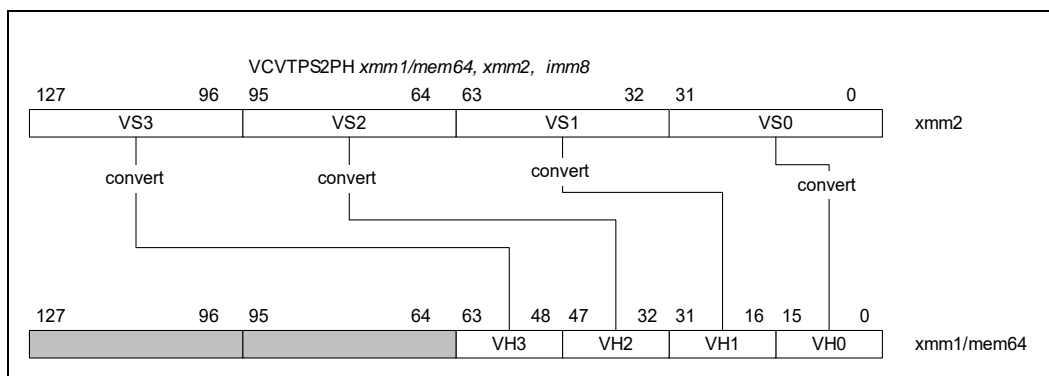 VCVTPS2PH xmm1/mem64, xmm2, imm8
127 96 95 64 63 32 31 0
VS3 VS2 VS1 VS0 xmm2
convert convert convert convert
127 96 95 64 63 48 47 32 31 16 15 0
VH3 VH2 VH1 VH0 xmm1/mem64